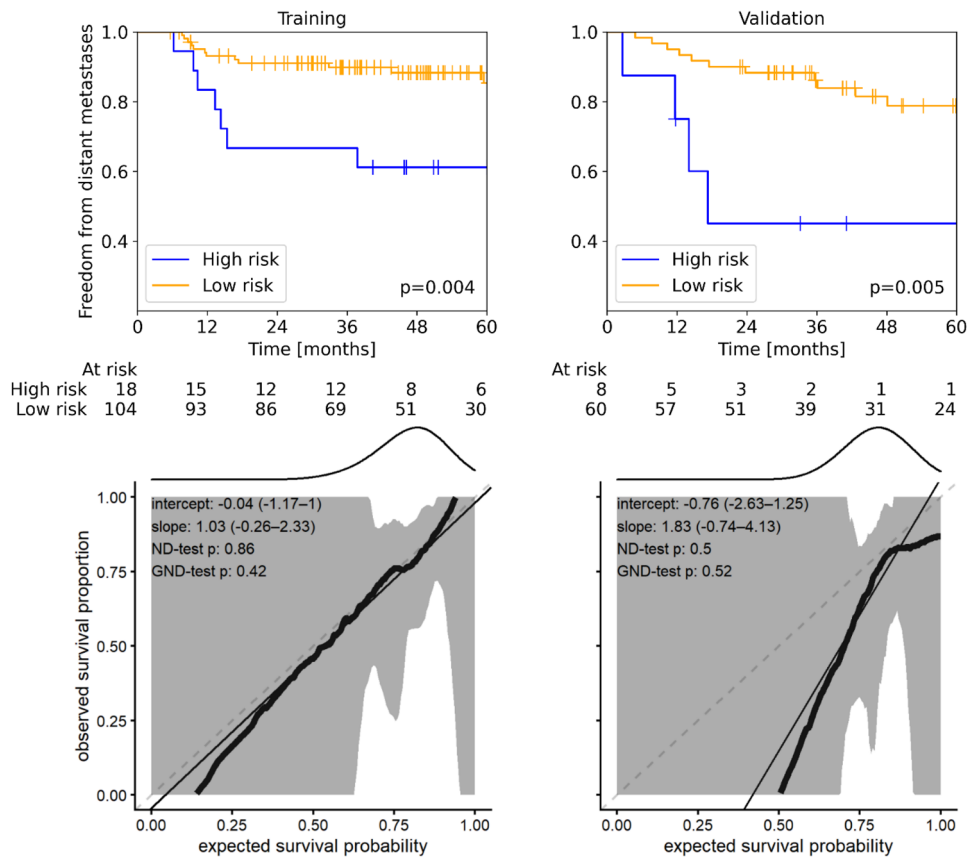 Training
Validation
Freedom from distant metastases
1.0
0.8
0.6
0.4
High risk
Low risk
p=0.004
0 12 24 36 48 60
Time [months]
1.0
0.8
0.6
0.4
High risk
Low risk
p=0.005
0 12 24 36 48 60
Time [months]
At risk
High risk 18 15 12 12 8 6
Low risk 104 93 86 69 51 30
At risk
8 5 3 2 1 1
60 57 51 39 31 24
observed survival proportion
1.00
0.75
0.50
0.25
0.00
intercept: -0.04 (-1.17–1)
slope: 1.03 (-0.26–2.33)
ND-test p: 0.86
GND-test p: 0.42
0.00 0.25 0.50 0.75 1.00
expected survival probability
intercept: -0.76 (-2.63–1.25)
slope: 1.83 (-0.74–4.13)
ND-test p: 0.5
GND-test p: 0.52
0.00 0.25 0.50 0.75 1.00
expected survival probability